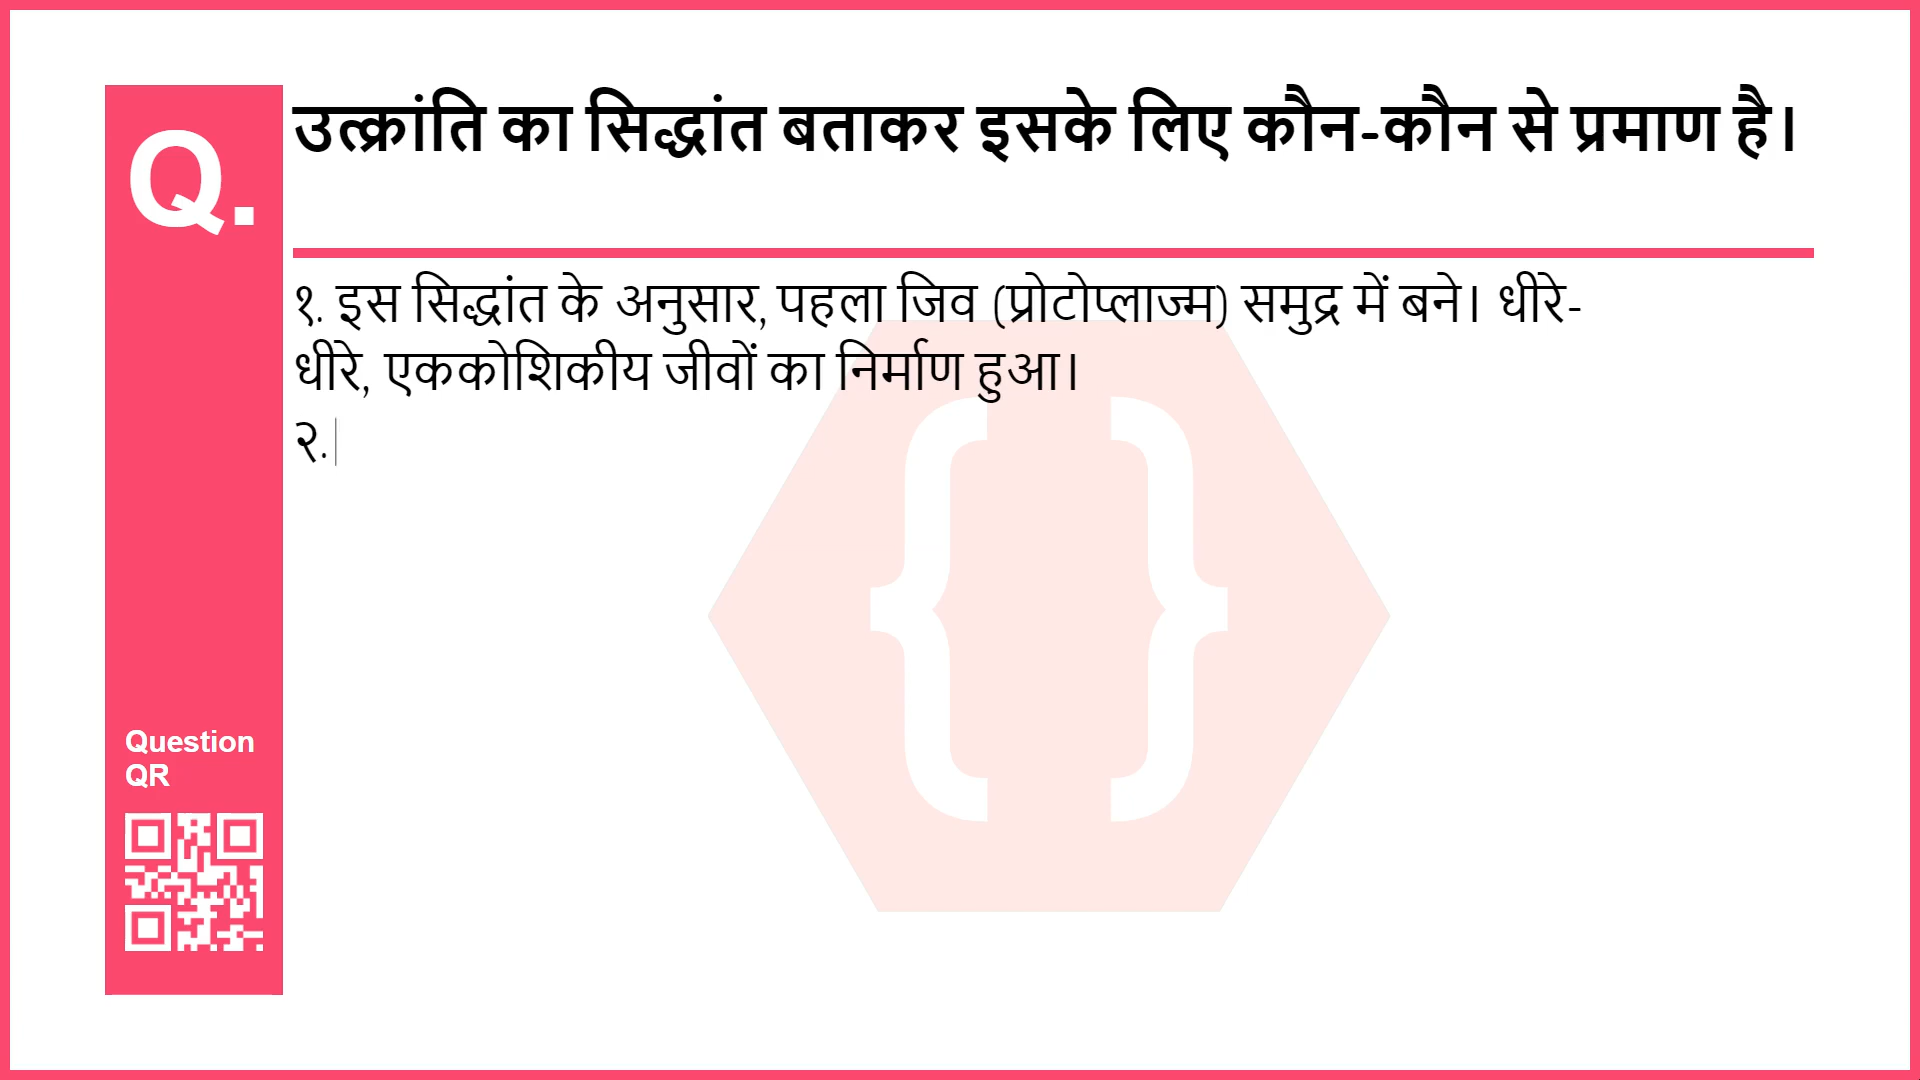 Q.
उत्क्रांति का सिद्धांत बताकर इसके लिए कौन-कौन से प्रमाण है।
१. इस सिद्धांत के अनुसार, पहला जिव (प्रोटोप्लाज्म) समुद्र में बने। धीरे-
धीरे, एककोशिकीय जीवों का निर्माण हुआ।
२.
Question
QR
{ }